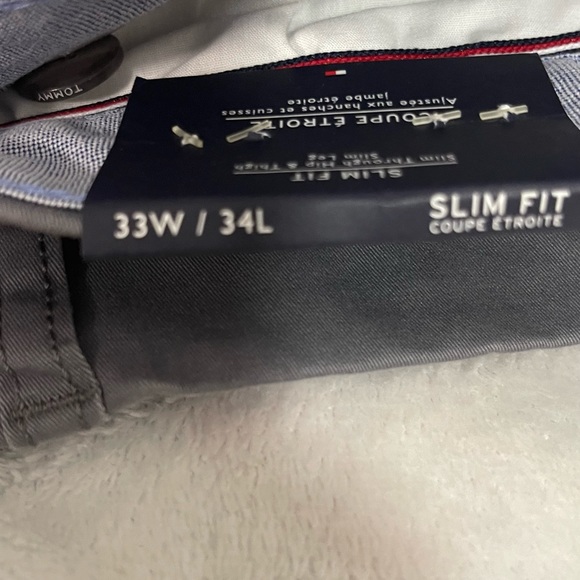 TOMMY
COUPE ÉTROITE
Ajustée aux hanches et cuisses
jambe étroite
SLIM FIT
Slim Through Hip & Thigh
Slim Leg
33W / 34L
SLIM FIT
COUPE ÉTROITE